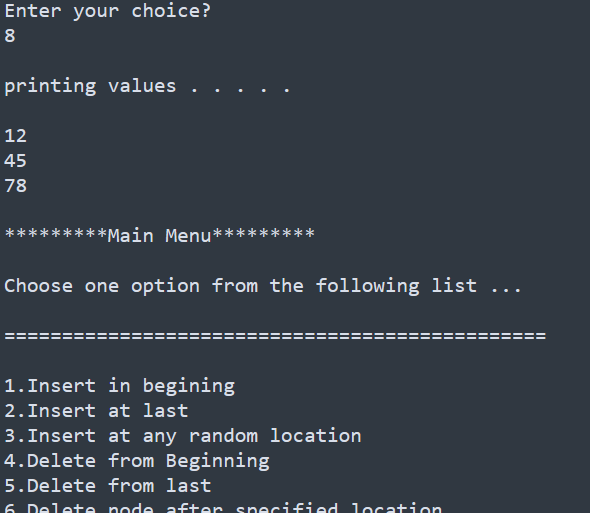 Enter your choice?
8
printing values . . . . .
12
45
78
*********Main Menu*********
Choose one option from the following list ...
===============================================
1.Insert in begining
2.Insert at last
3.Insert at any random location
4.Delete from Beginning
5.Delete from last
6.Delete node after specified location